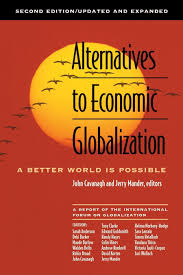 SECOND EDITION/UPDATED AND EXPANDED
Alternatives
to Economic
Globalization
A BETTER WORLD IS POSSIBLE
John Cavanagh and Jerry Mander, editors
A REPORT OF THE INTERNATIONAL
FORUM ON GLOBALIZATION
Sarah Anderson
Debi Barker
Maude Barlow
Walden Bello
Robin Broad
John Cavanagh
Tony Clarke
Edward Goldsmith
Randy Hayes
Colin Hines
Andrew Kimbrell
David Korten
Jerry Mander
Helena Norberg-Hodge
Sara Larrain
Simon Retallack
Vandana Shiva
Victoria Tauli-Corpuz
Lori Wallach